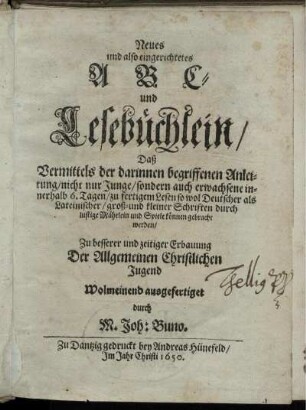 Neues
und also eingerichtetes
A B C-
und
Lesebüchlein/
Daß
Vermittels der darinnen begriffenen Anlei-
tung/nicht nur Junge/sondern auch erwachsene in-
nerhalb 6. Tagen/zu fertigem Lesen so wol Deutscher als
Lateinischer/groß-und kleiner Schriften durch
lustige Mährlein und Spiele können gebracht
werden/
Zu besserer und zeitiger Erbauung
Der Allgemeinen Christlichen
Jugend
Wolmeinend ausgefertiget
durch
M. Joh: Buno.
Zu Dantzig gedruckt bey Andreas Hünefeld/
Im Jahr Christi 1650.